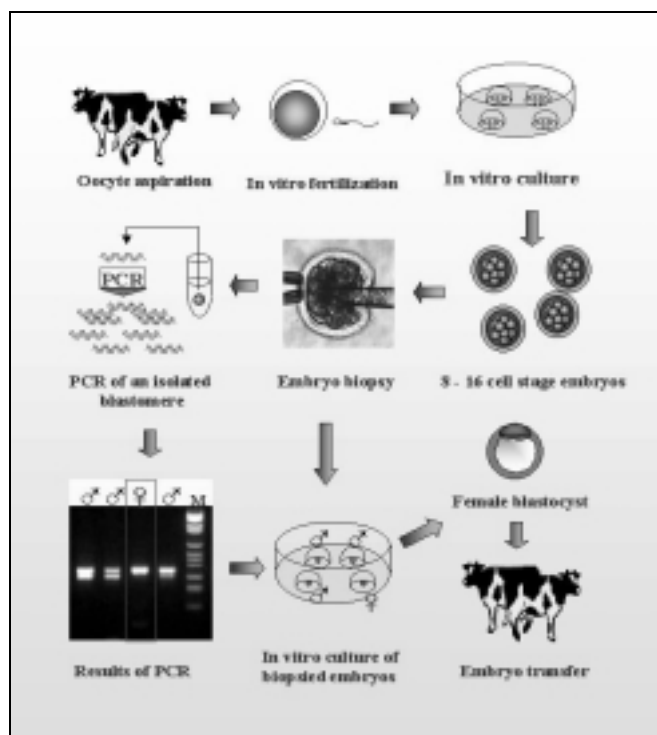 Oocyte aspiration
In vitro fertilization
In vitro culture
PCR
PCR of an isolated
blastomere
Embryo biopsy
8 - 16 cell stage embryos
♂ ♂ ♀ ♂ M
Female blastocyst
♂ ♂
♂ ♀
Results of PCR
In vitro culture of
biopsied embryos
Embryo transfer